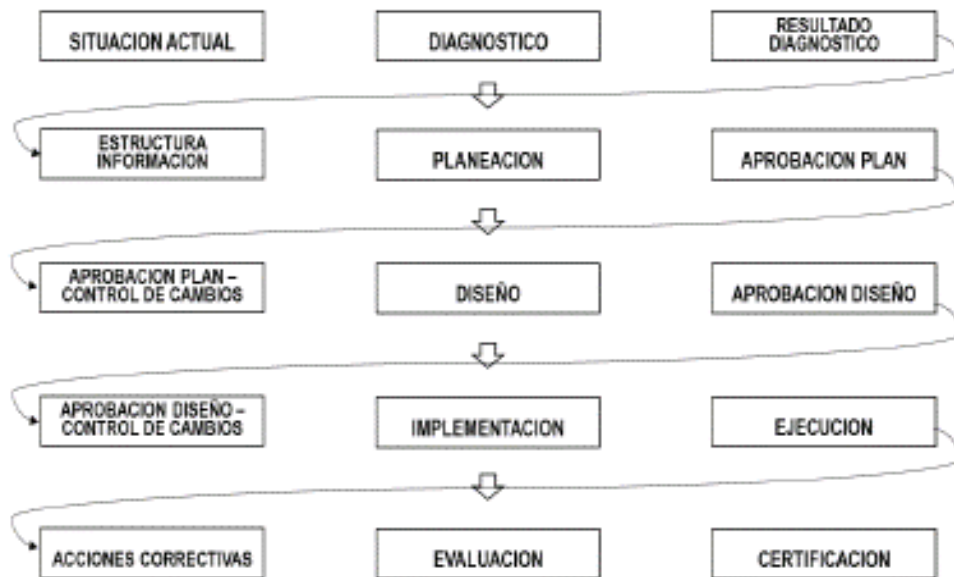 SITUACION ACTUAL
DIAGNOSTICO
RESULTADO
DIAGNOSTICO
ESTRUCTURA
INFORMACION
PLANEACION
APROBACION PLAN
APROBACION PLAN –
CONTROL DE CAMBIOS
DISEÑO
APROBACION DISEÑO
APROBACION DISEÑO –
CONTROL DE CAMBIOS
IMPLEMENTACION
EJECUCION
ACCIONES CORRECTIVAS
EVALUACION
CERTIFICACION